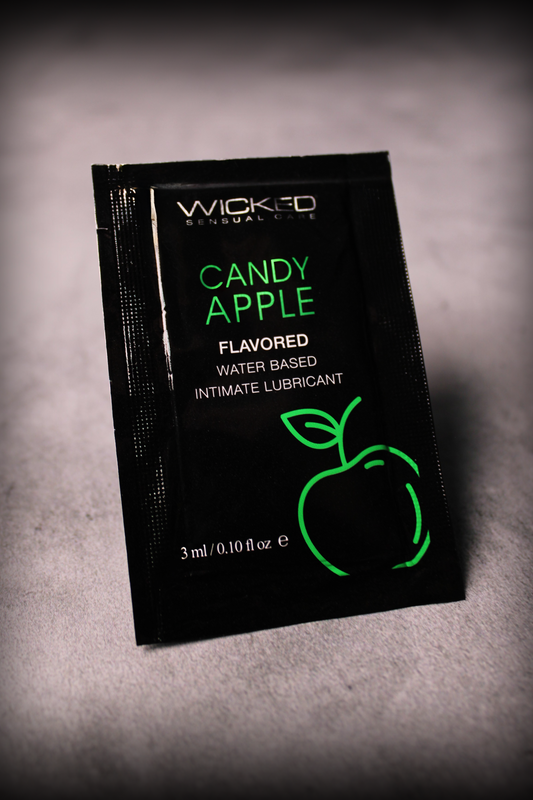 WICKED
SENSUAL CARE
CANDY
APPLE
FLAVORED
WATER BASED
INTIMATE LUBRICANT
3 ml / 0.10 fl oz ℮